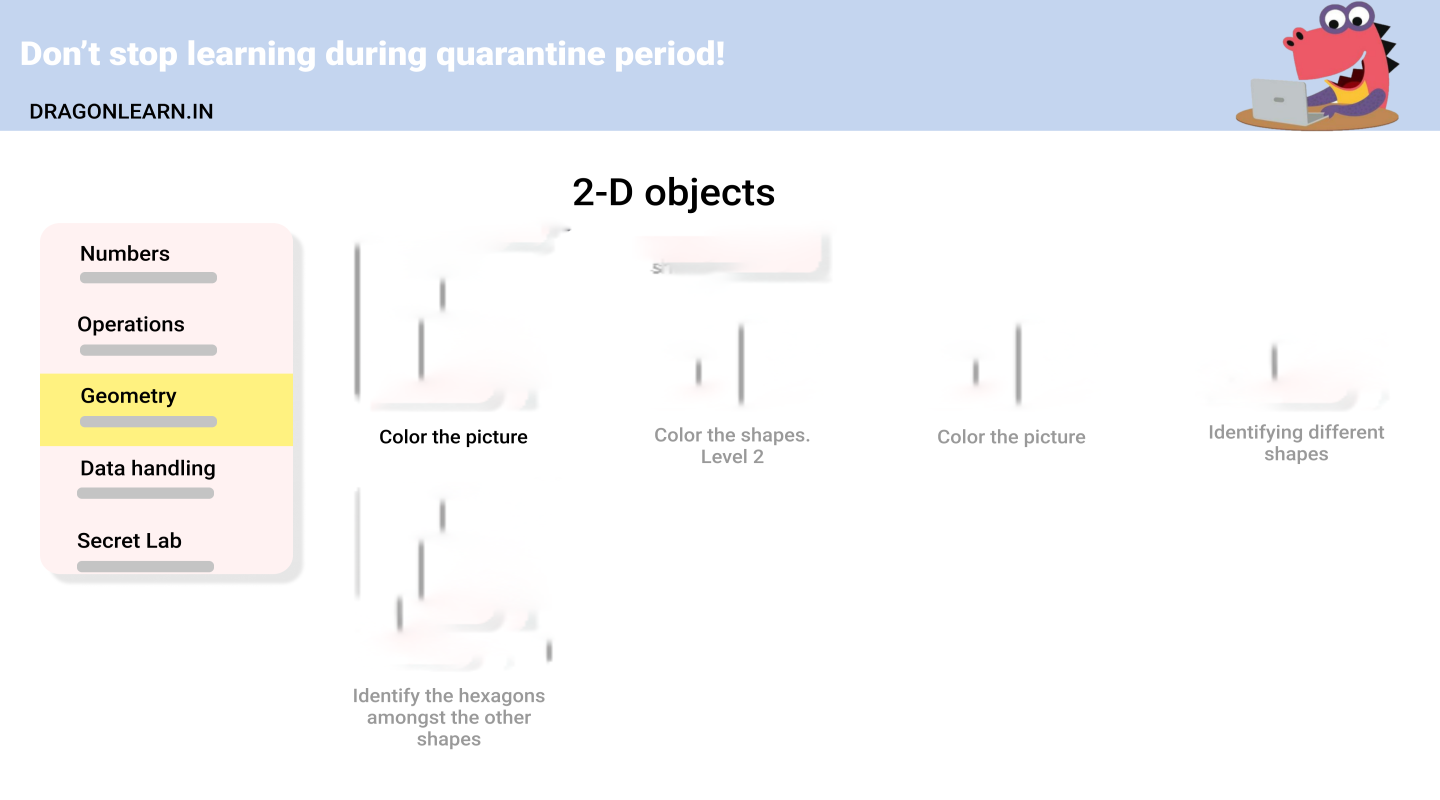 Don’t stop learning during quarantine period!
DRAGONLEARN.IN
2-D objects
Numbers
Operations
Geometry
Data handling
Secret Lab
Color the picture
Color the shapes.
Level 2
Color the picture
Identifying different
shapes
Identify the hexagons
amongst the other
shapes